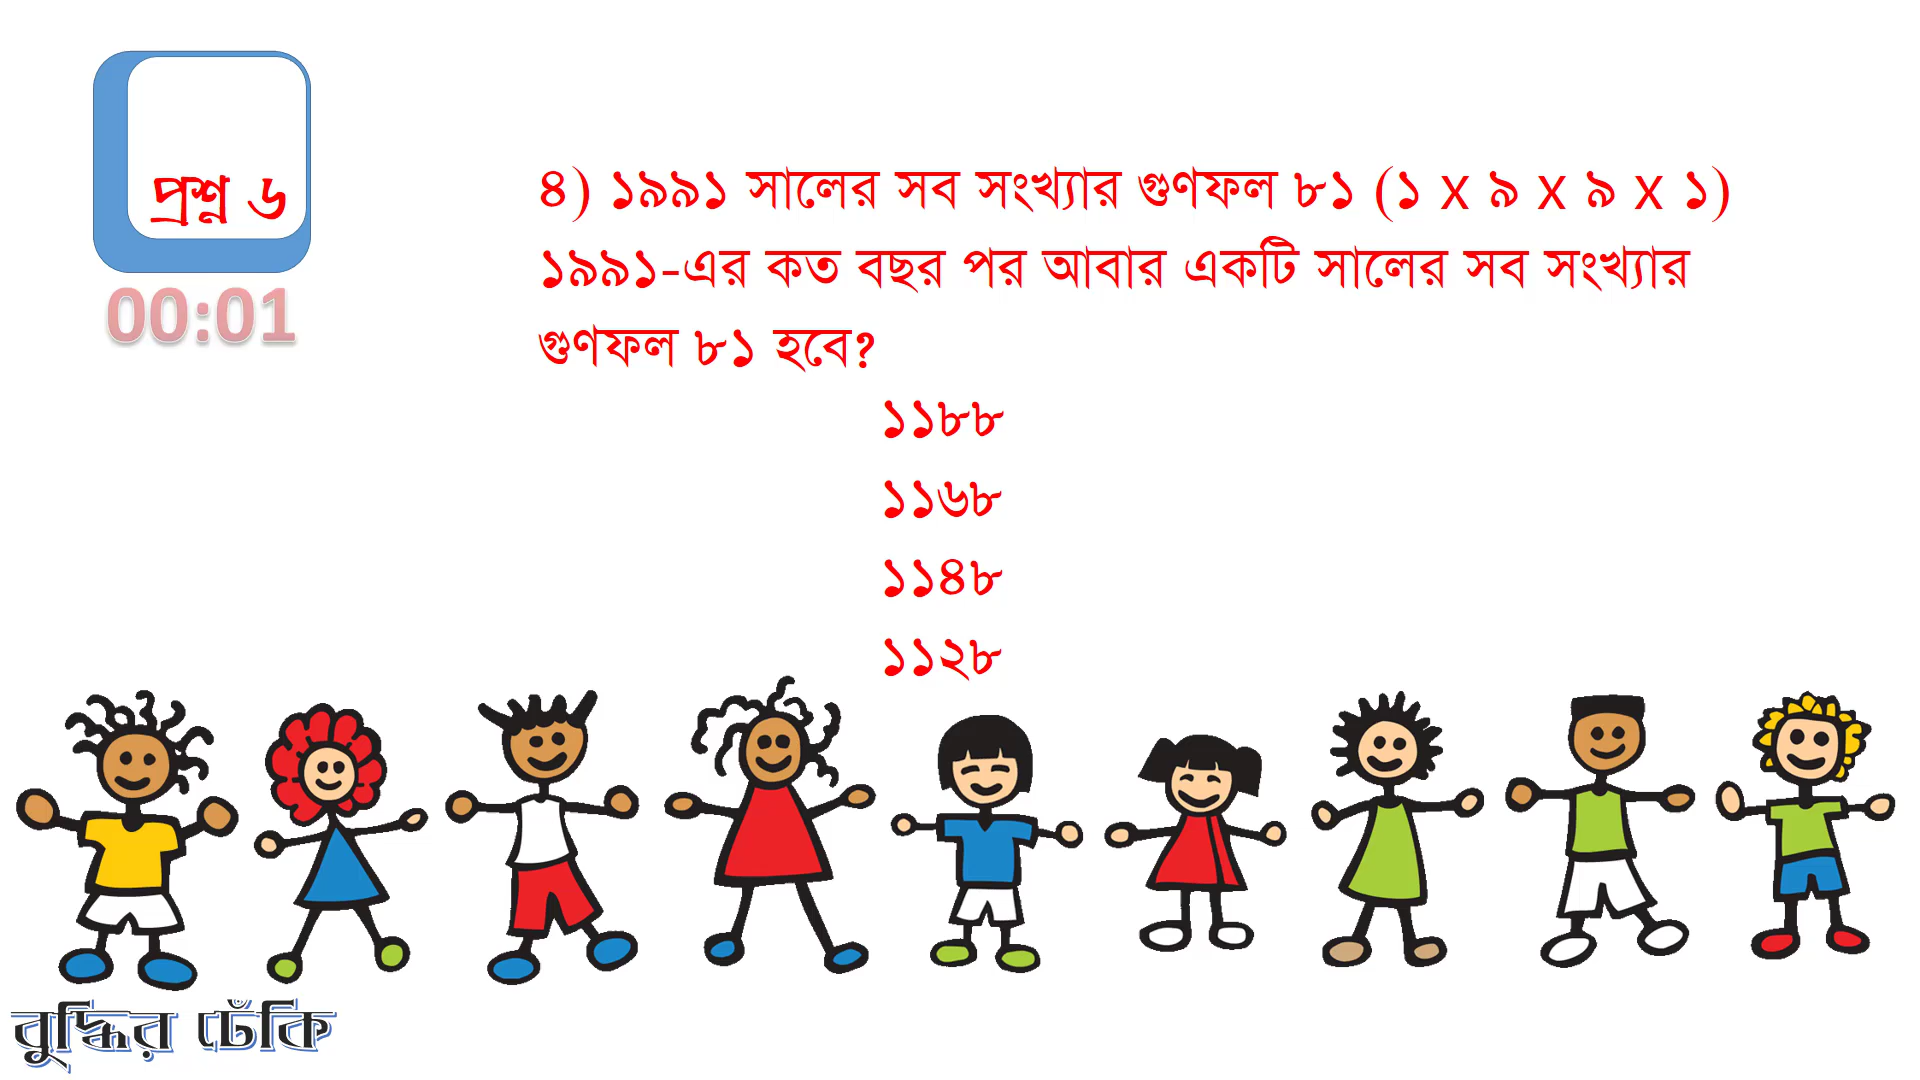 প্রশ্ন ৬
00:01
৪) ১৯৯১ সালের সব সংখ্যার গুণফল ৮১ (১ x ৯ x ৯ x ১)
১৯৯১-এর কত বছর পর আবার একটি সালের সব সংখ্যার
গুণফল ৮১ হবে?
১১৮৮
১১৬৮
১১৪৮
১১২৮
বুদ্ধির ঢেঁকি